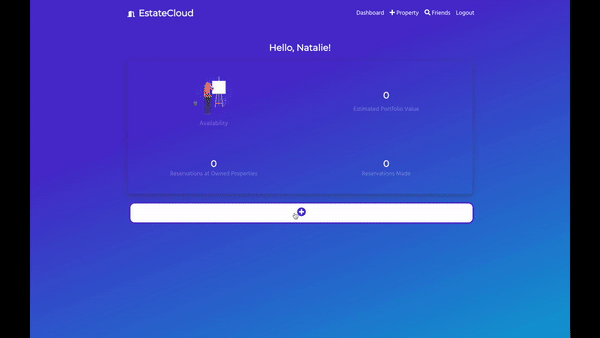 EstateCloud
Dashboard Property Friends Logout
Hello, Natalie!
0
Availability
Estimated Portfolio Value
0 0
Reservations at Owned Properties Reservations Made